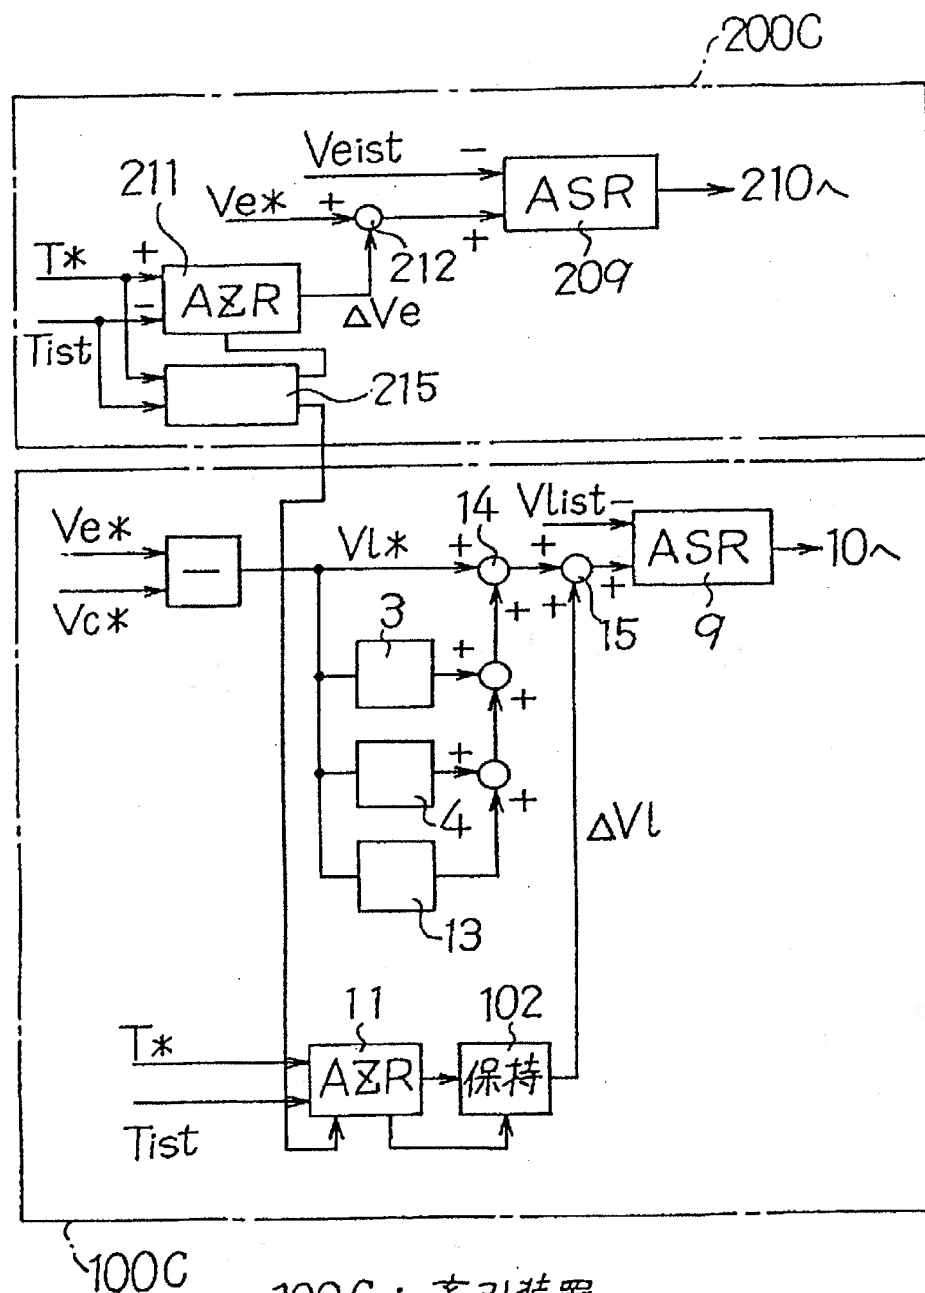 200C
Veist
-
ASR
210へ
211
Ve*
+
+
212
209
T*
+
AZR
-
ΔVe
Tist
215
Ve*
-
Vc*
Vl*
14
Vlist-
ASR
10へ
+
+
+
+
+
15
9
3
+
+
+
4
+
ΔVl
13
T*
11
102
AZR
保持
Tist
100C
100C: